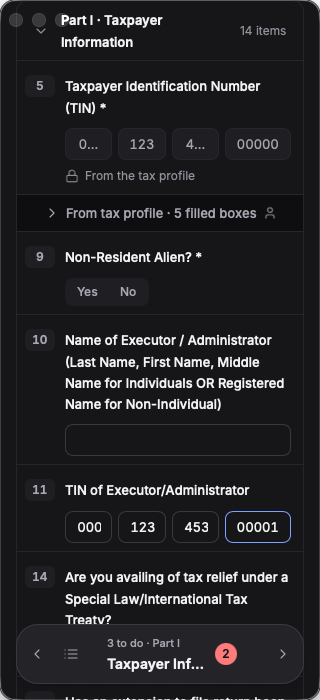 Part I · Taxpayer
Information
14 items
5
Taxpayer Identification Number
(TIN) *
0...
123
4...
00000
From the tax profile
From tax profile · 5 filled boxes
9
Non-Resident Alien? *
Yes
No
10
Name of Executor / Administrator
(Last Name, First Name, Middle
Name for Individuals OR Registered
Name for Non-Individual)
11
TIN of Executor/Administrator
000
123
453
00001
14
Are you availing of tax relief under a
Special Law/International Tax
Treaty?
3 to do · Part I
Taxpayer Inf...
2